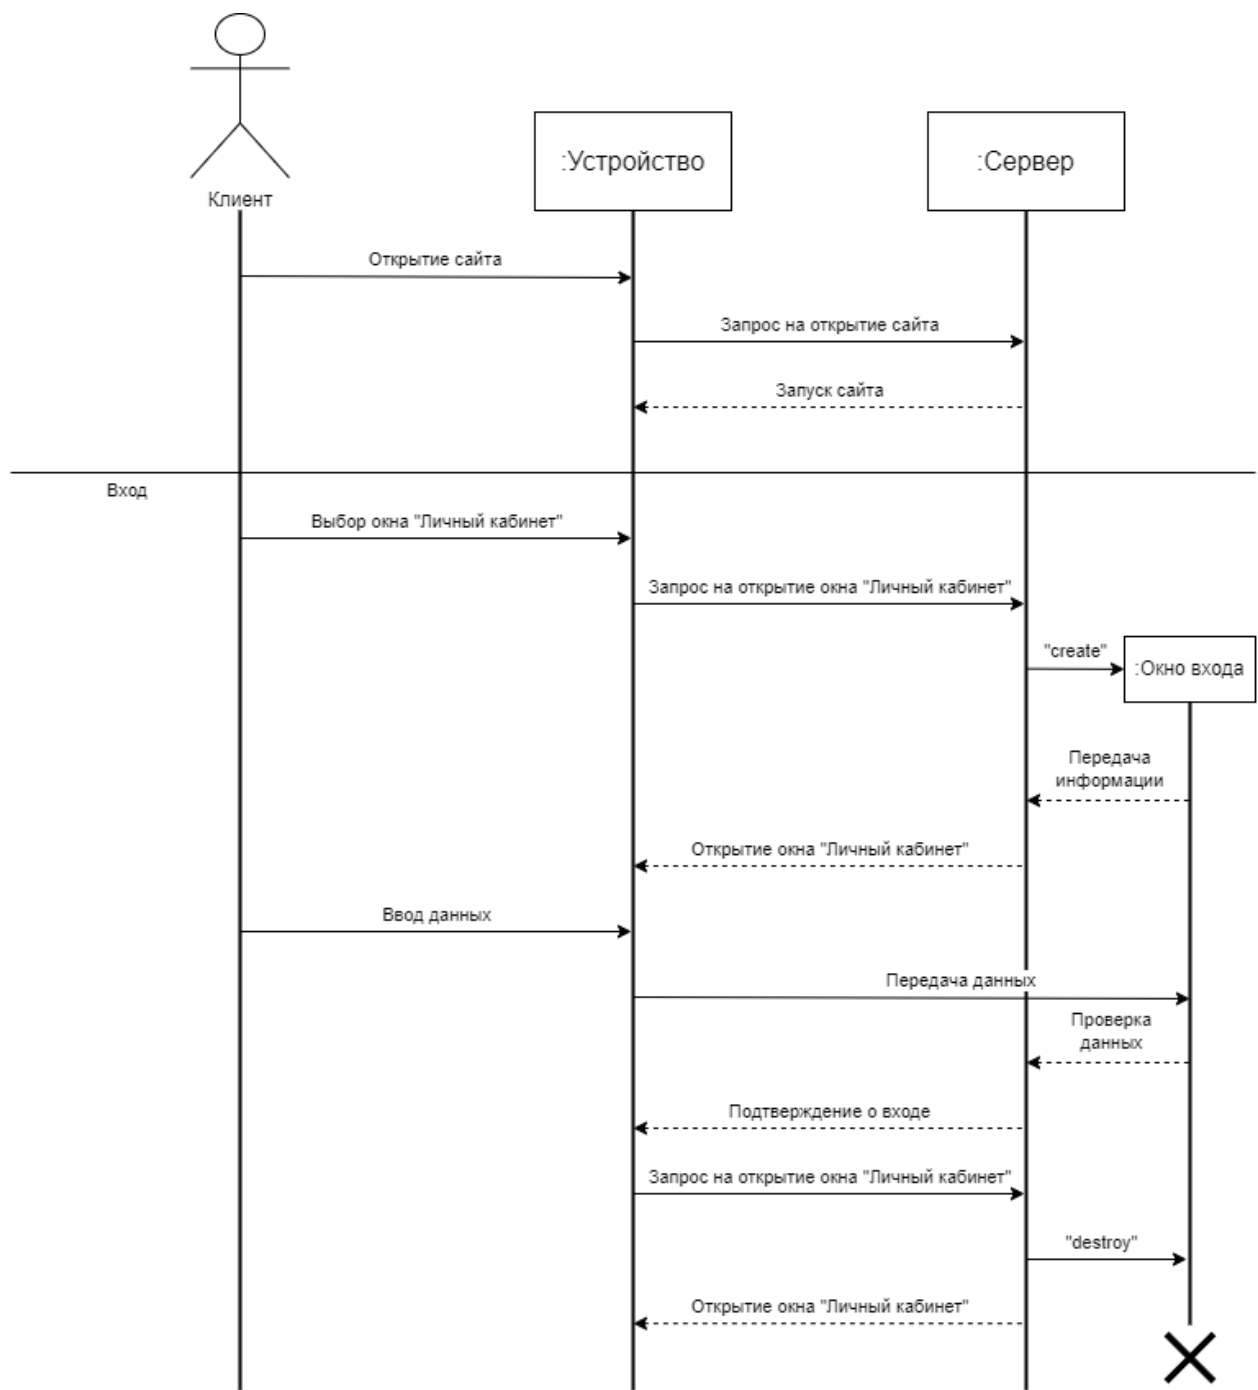 Клиент
:Устройство
:Сервер
Открытие сайта
Запрос на открытие сайта
Запуск сайта
Вход
Выбор окна "Личный кабинет"
Запрос на открытие окна "Личный кабинет"
"create"
:Окно входа
Передача
информации
Открытие окна "Личный кабинет"
Ввод данных
Передача данных
Проверка
данных
Подтверждение о входе
Запрос на открытие окна "Личный кабинет"
"destroy"
Открытие окна "Личный кабинет"